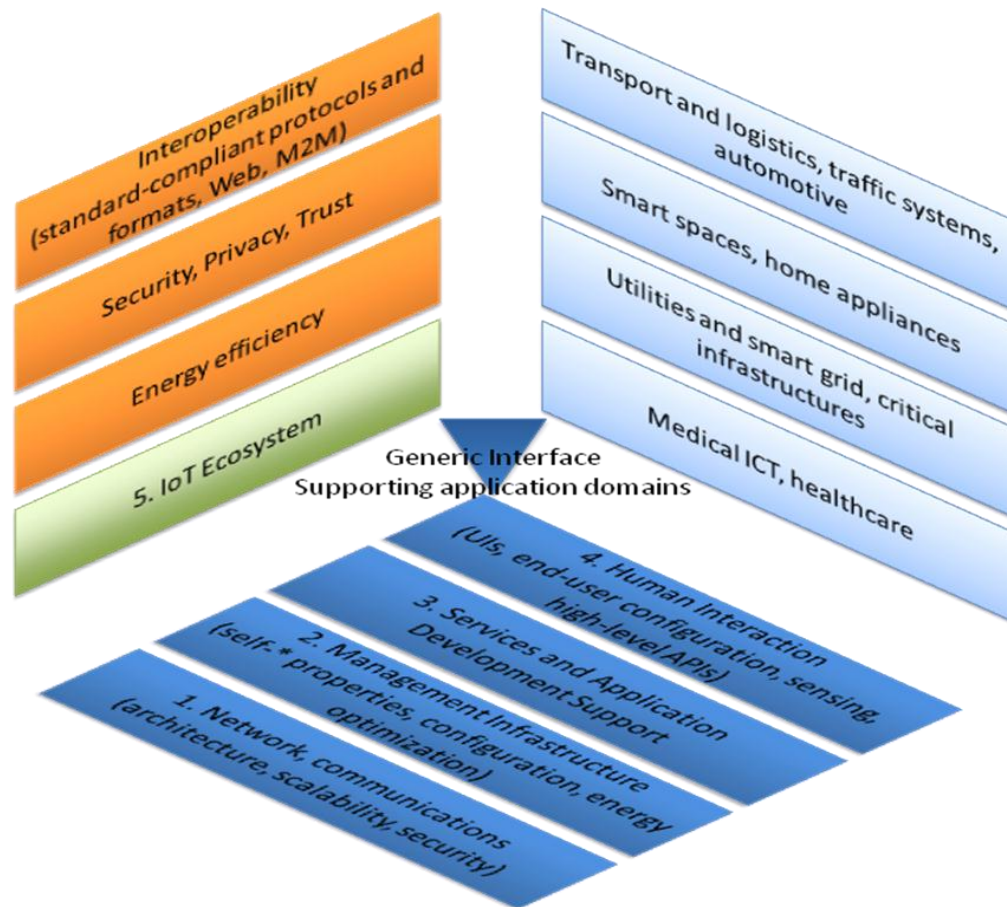 Interoperability
(standard-compliant protocols and
formats, Web, M2M)
Security, Privacy, Trust
Energy efficiency
5. IoT Ecosystem
Transport and logistics, traffic systems,
automotive
Smart spaces, home appliances
Utilities and smart grid, critical
infrastructures
Medical ICT, healthcare
Generic Interface
Supporting application domains
4. Human Interaction
(UIs, end-user configuration, sensing,
high-level APIs)
3. Services and Application
Development Support
2. Management Infrastructure
(self-* properties, configuration, energy
optimization)
1. Network, communications
(architecture, scalability, security)